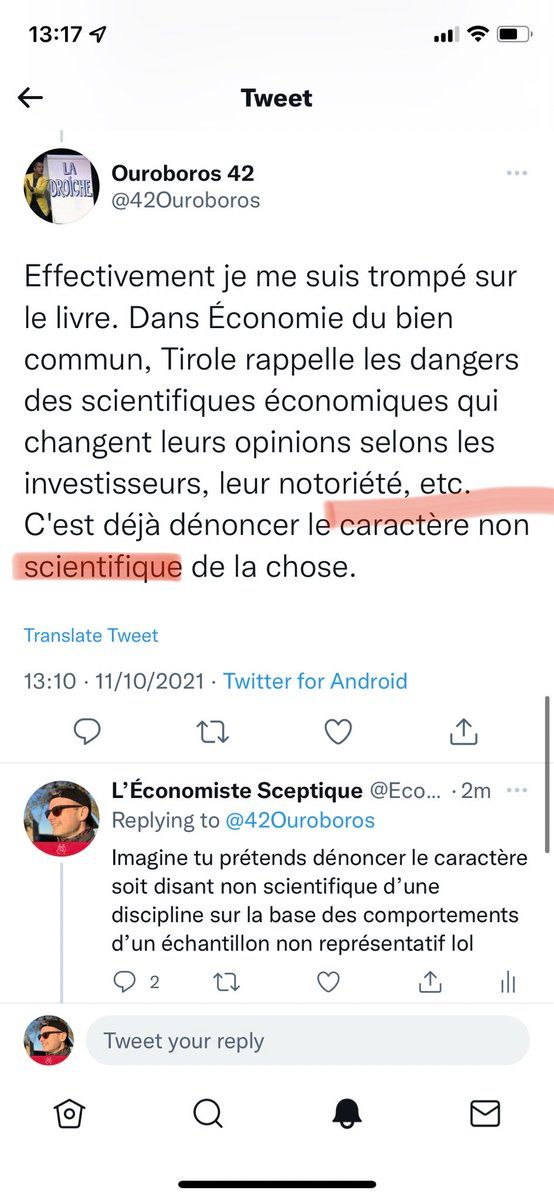 13:17
Tweet
LA
DROICHE
Ouroboros 42
@42Ouroboros
Effectivement je me suis trompé sur
le livre. Dans Économie du bien
commun, Tirole rappelle les dangers
des scientifiques économiques qui
changent leurs opinions selons les
investisseurs, leur notoriété, etc.
C'est déjà dénoncer le caractère non
scientifique de la chose.
Translate Tweet
13:10 · 11/10/2021 · Twitter for Android
L’Économiste Sceptique @Eco... · 2m
Replying to @42Ouroboros
Imagine tu prétends dénoncer le caractère
soit disant non scientifique d’une
discipline sur la base des comportements
d’un échantillon non représentatif lol
2
Tweet your reply